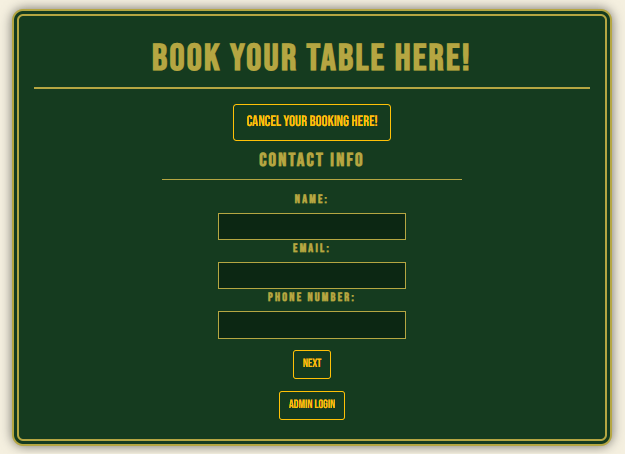 BOOK YOUR TABLE HERE!
CANCEL YOUR BOOKING HERE!
CONTACT INFO
NAME:
EMAIL:
PHONE NUMBER:
NEXT
ADMIN LOGIN